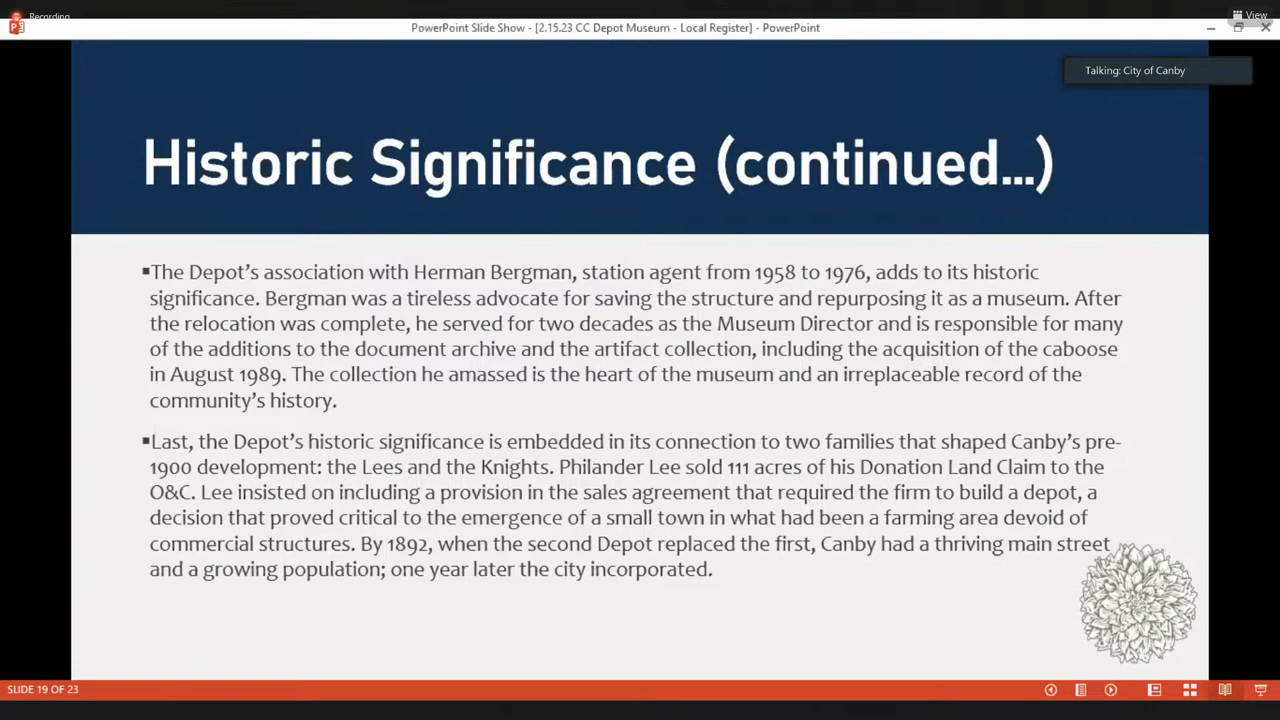 Recording
View
PowerPoint Slide Show - [2.15.23 CC Depot Museum - Local Register] - PowerPoint
Talking: City of Canby
Historic Significance (continued...)
▪The Depot's association with Herman Bergman, station agent from 1958 to 1976, adds to its historic
significance. Bergman was a tireless advocate for saving the structure and repurposing it as a museum. After
the relocation was complete, he served for two decades as the Museum Director and is responsible for many
of the additions to the document archive and the artifact collection, including the acquisition of the caboose
in August 1989. The collection he amassed is the heart of the museum and an irreplaceable record of the
community's history.
▪Last, the Depot's historic significance is embedded in its connection to two families that shaped Canby's pre-
1900 development: the Lees and the Knights. Philander Lee sold 111 acres of his Donation Land Claim to the
O&C. Lee insisted on including a provision in the sales agreement that required the firm to build a depot, a
decision that proved critical to the emergence of a small town in what had been a farming area devoid of
commercial structures. By 1892, when the second Depot replaced the first, Canby had a thriving main street
and a growing population; one year later the city incorporated.
SLIDE 19 OF 23